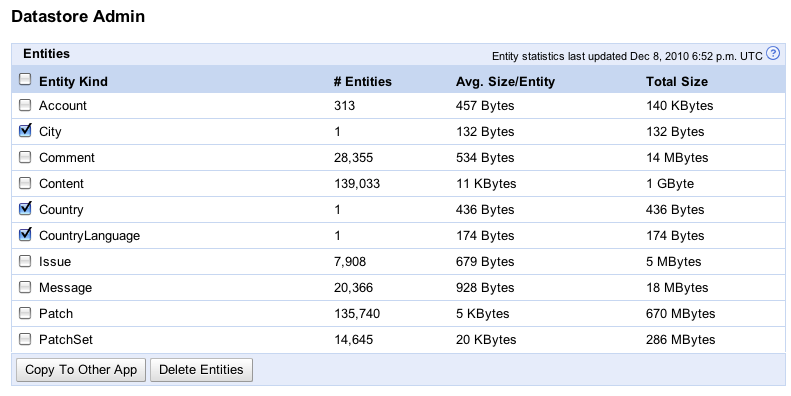 Datastore Admin
Entities Entity statistics last updated Dec 8, 2010 6:52 p.m. UTC ?
Entity Kind # Entities Avg. Size/Entity Total Size
Account 313 457 Bytes 140 KBytes
City 1 132 Bytes 132 Bytes
Comment 28,355 534 Bytes 14 MBytes
Content 139,033 11 KBytes 1 GByte
Country 1 436 Bytes 436 Bytes
CountryLanguage 1 174 Bytes 174 Bytes
Issue 7,908 679 Bytes 5 MBytes
Message 20,366 928 Bytes 18 MBytes
Patch 135,740 5 KBytes 670 MBytes
PatchSet 14,645 20 KBytes 286 MBytes
Copy To Other App Delete Entities